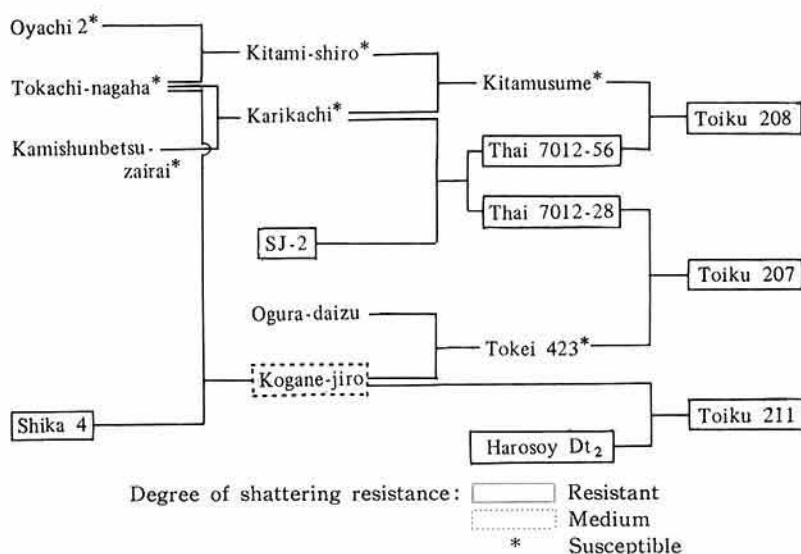 Oyachi 2*
Kitami-shiro*
Tokachi-nagaha*
Kitamusume*
Karikachi*
Toiku 208
Kamishunbetsu-
zairai*
Thai 7012-56
Thai 7012-28
SJ-2
Toiku 207
Ogura-daizu
Tokei 423*
Kogane-jiro
Shika 4
Toiku 211
Harosoy Dt₂
Degree of shattering resistance: Resistant
Medium
* Susceptible